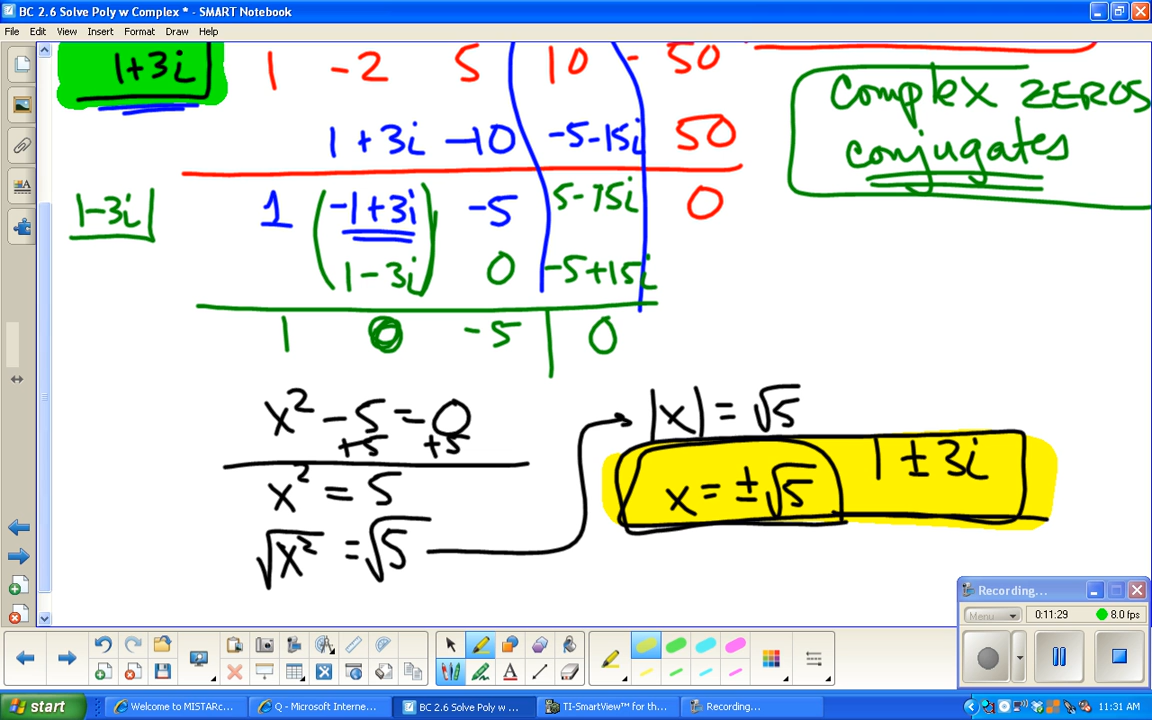 BC 2.6 Solve Poly w Complex * - SMART Notebook
File Edit View Insert Format Draw Help
1+3i 1 -2 5 10 -50
Complex ZEROS
1+3i -10 -5-15i 50
conjugates
1-3i 1 (-1+3i) -5 5-15i 0
1-3i 0 -5+15i
1 0 -5 0
x² -5=0
+5 +5
|x| = √5
x² = 5
x = ±√5 1 ± 3i
√x² = √5
Recording...
Menu 0:11:29 8.0 fps
start Welcome to MISTARc... Q - Microsoft Interne... BC 2.6 Solve Poly w ... TI-SmartView™ for th... Recording... 11:31 AM